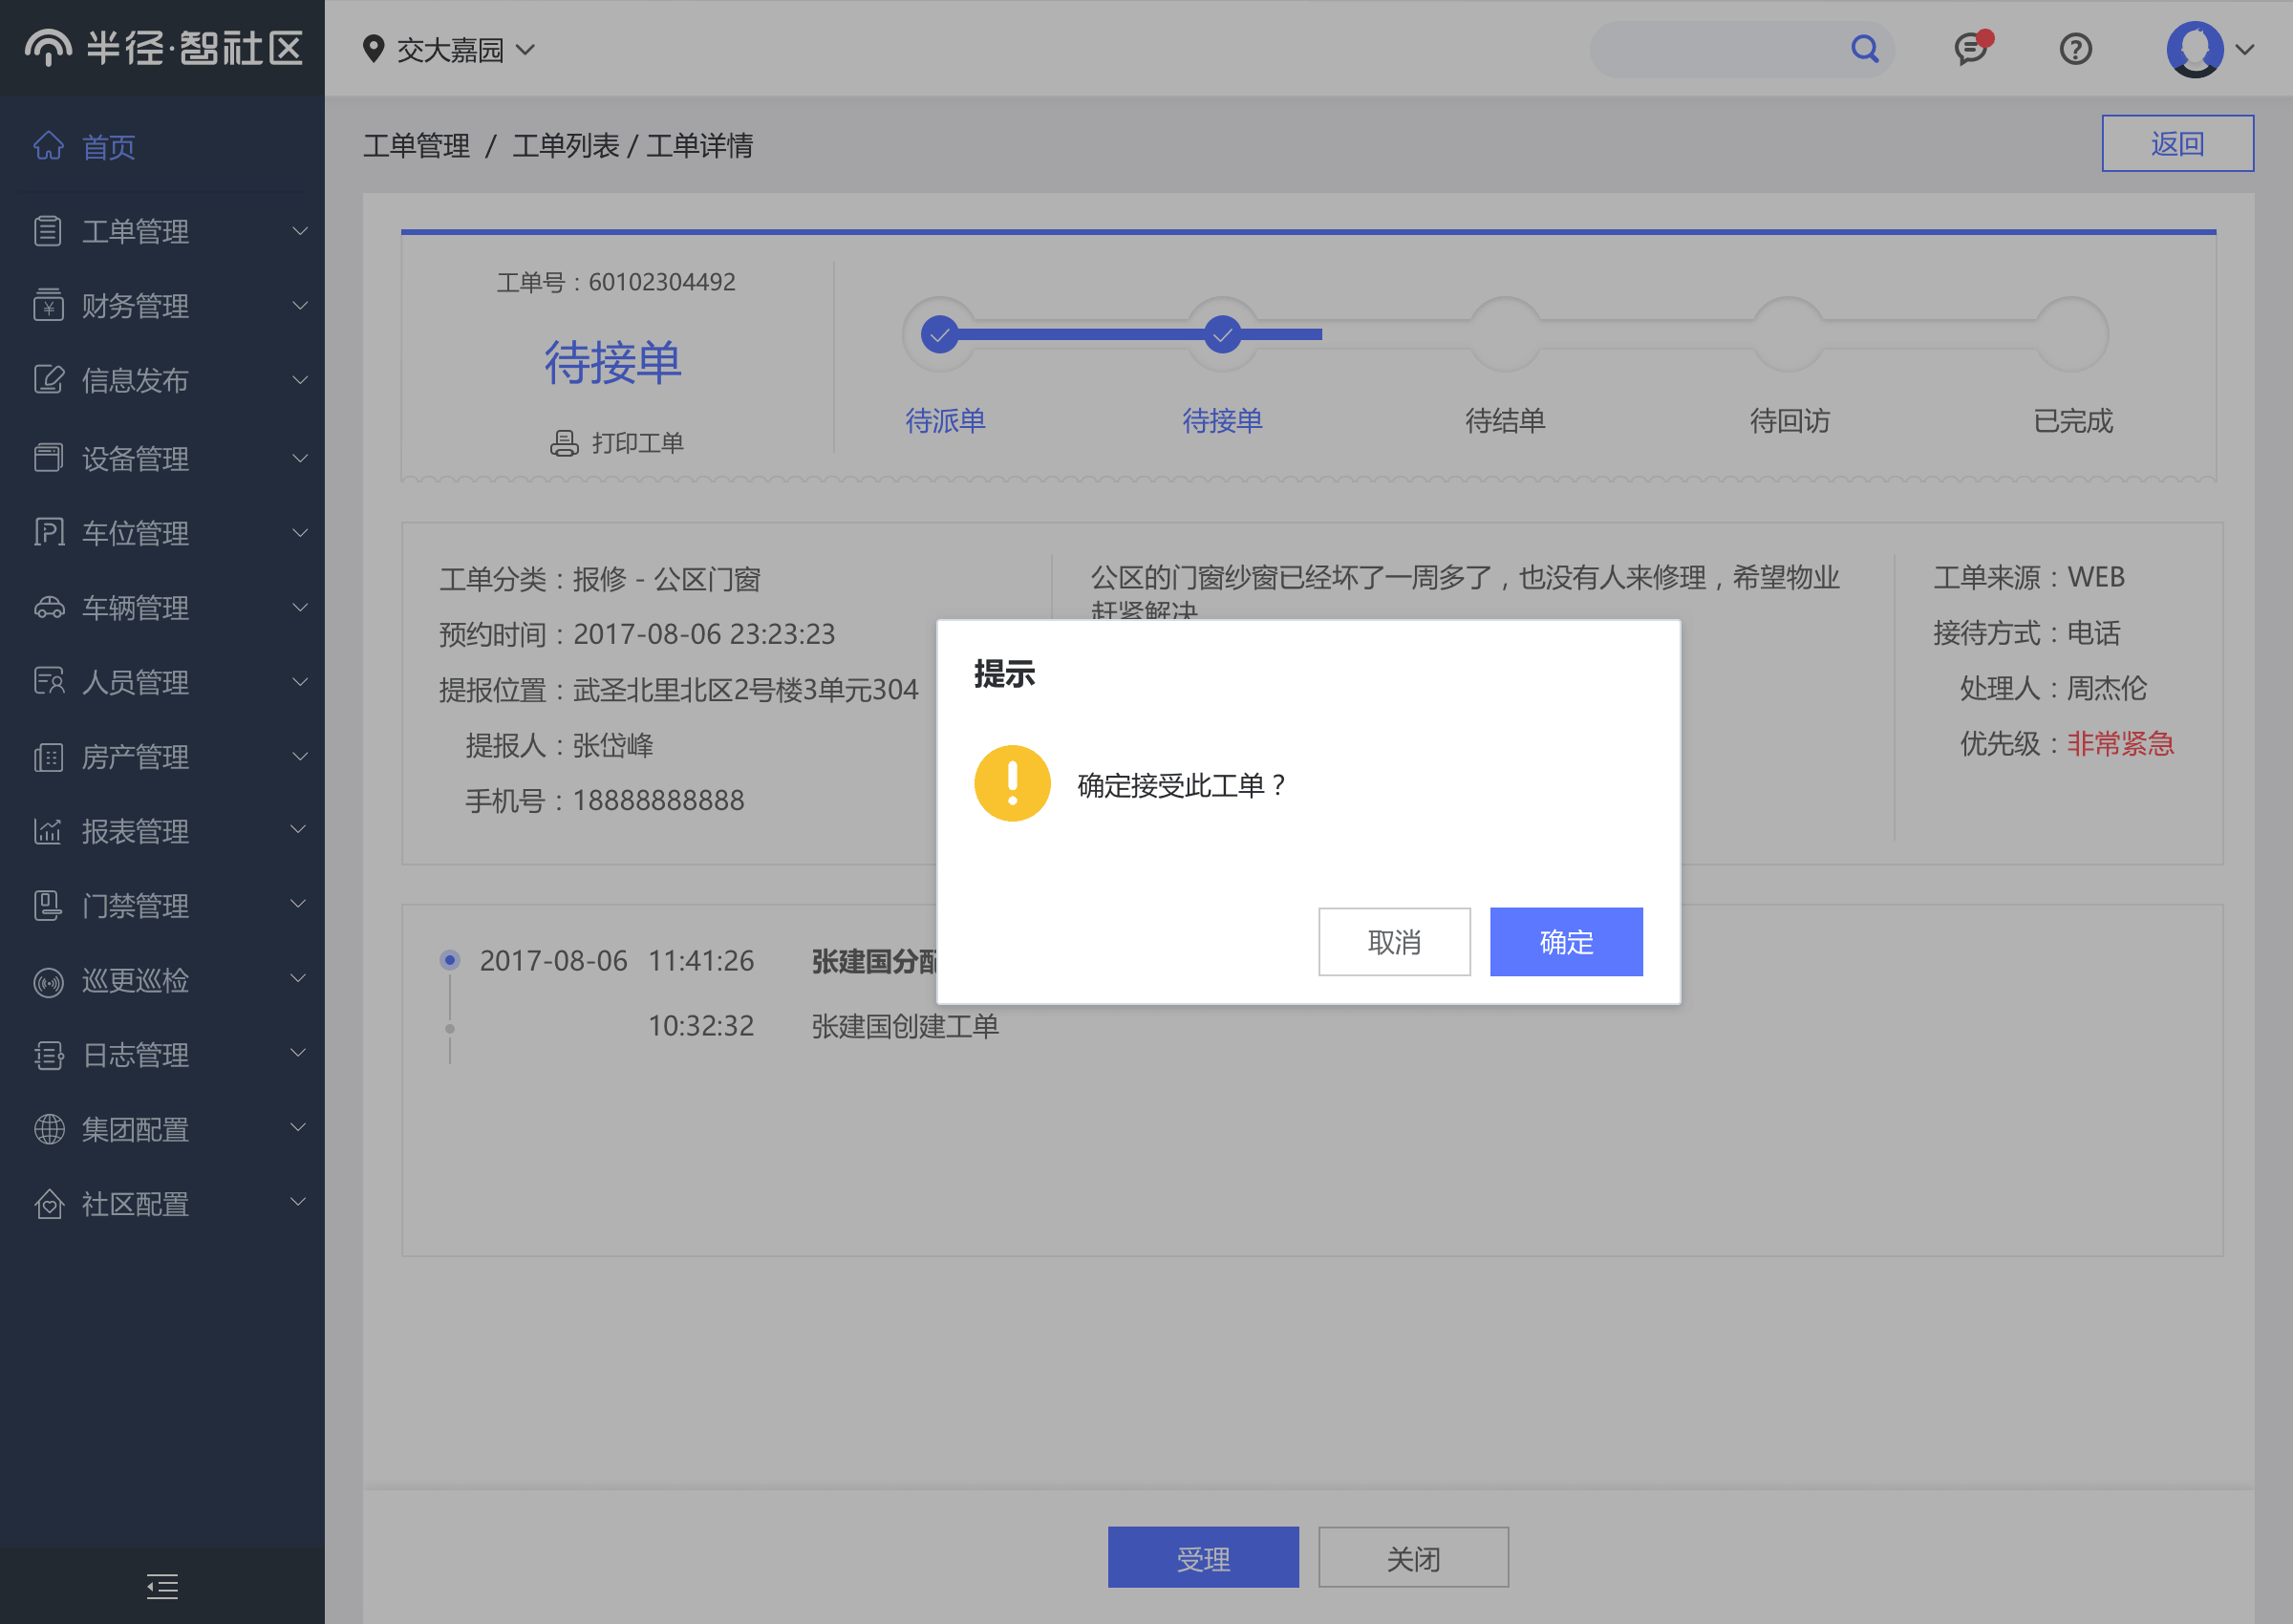 半径·智社区
交大嘉园
首页
工单管理
财务管理
信息发布
设备管理
车位管理
车辆管理
人员管理
房产管理
报表管理
门禁管理
巡更巡检
日志管理
集团配置
社区配置
工单管理 / 工单列表 / 工单详情
返回
工单号：60102304492
待接单
打印工单
待派单
待接单
待结单
待回访
已完成
工单分类：报修 - 公区门窗
预约时间：2017-08-06 23:23:23
提报位置：武圣北里北区2号楼3单元304
提报人：张岱峰
手机号：18888888888
公区的门窗纱窗已经坏了一周多了，也没有人来修理，希望物业
赶紧解决
工单来源：WEB
接待方式：电话
处理人：周杰伦
优先级：非常紧急
提示
确定接受此工单？
取消
确定
2017-08-06 11:41:26 张建国分配
10:32:32 张建国创建工单
受理
关闭